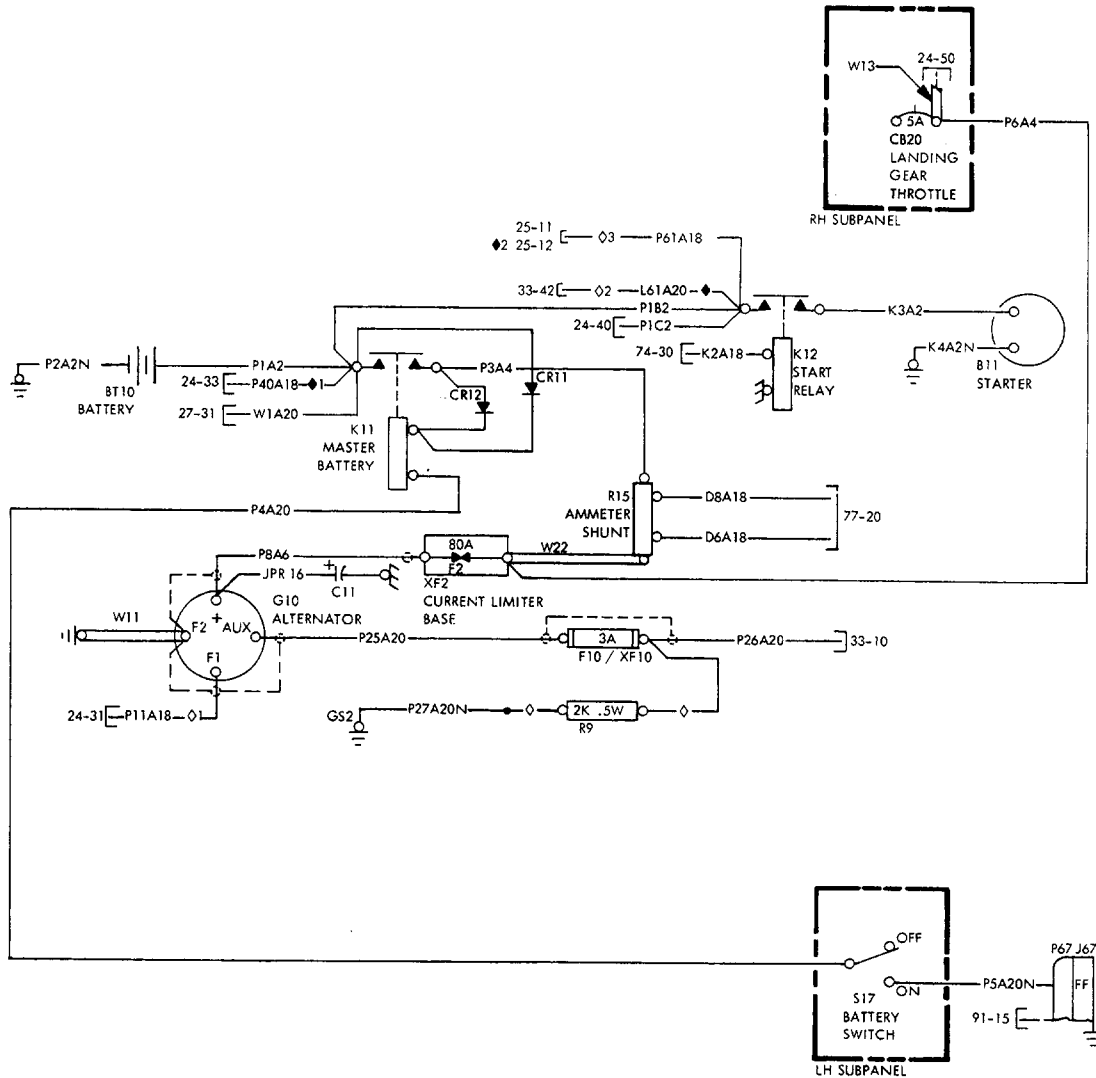 24-50
W13
5A
P6A4
CB20
LANDING
GEAR
THROTTLE
RH SUBPANEL
25-11
◆2 25-12
◇3
P61A18
33-42
◇2
L61A20
◆
P1B2
24-40
P1C2
K3A2
74-30
K2A18
K12
START
RELAY
K4A2N
B11
STARTER
P2A2N
P1A2
BT10
BATTERY
24-33
P40A18
◆1
27-31
W1A20
P3A4
CR11
CR12
K11
MASTER
BATTERY
R15
AMMETER
SHUNT
D8A18
D6A18
77-20
P4A20
P8A6
80A
F2
W22
JPR 16
+
C11
XF2
CURRENT LIMITER
BASE
G10
ALTERNATOR
W11
F2
+
AUX
F1
P25A20
3A
F10 / XF10
P26A20
33-10
24-31
P11A18
◇1
GS2
P27A20N
◇
2K .5W
R9
◇
OFF
ON
S17
BATTERY
SWITCH
P5A20N
P67 J67
FF
91-15
LH SUBPANEL